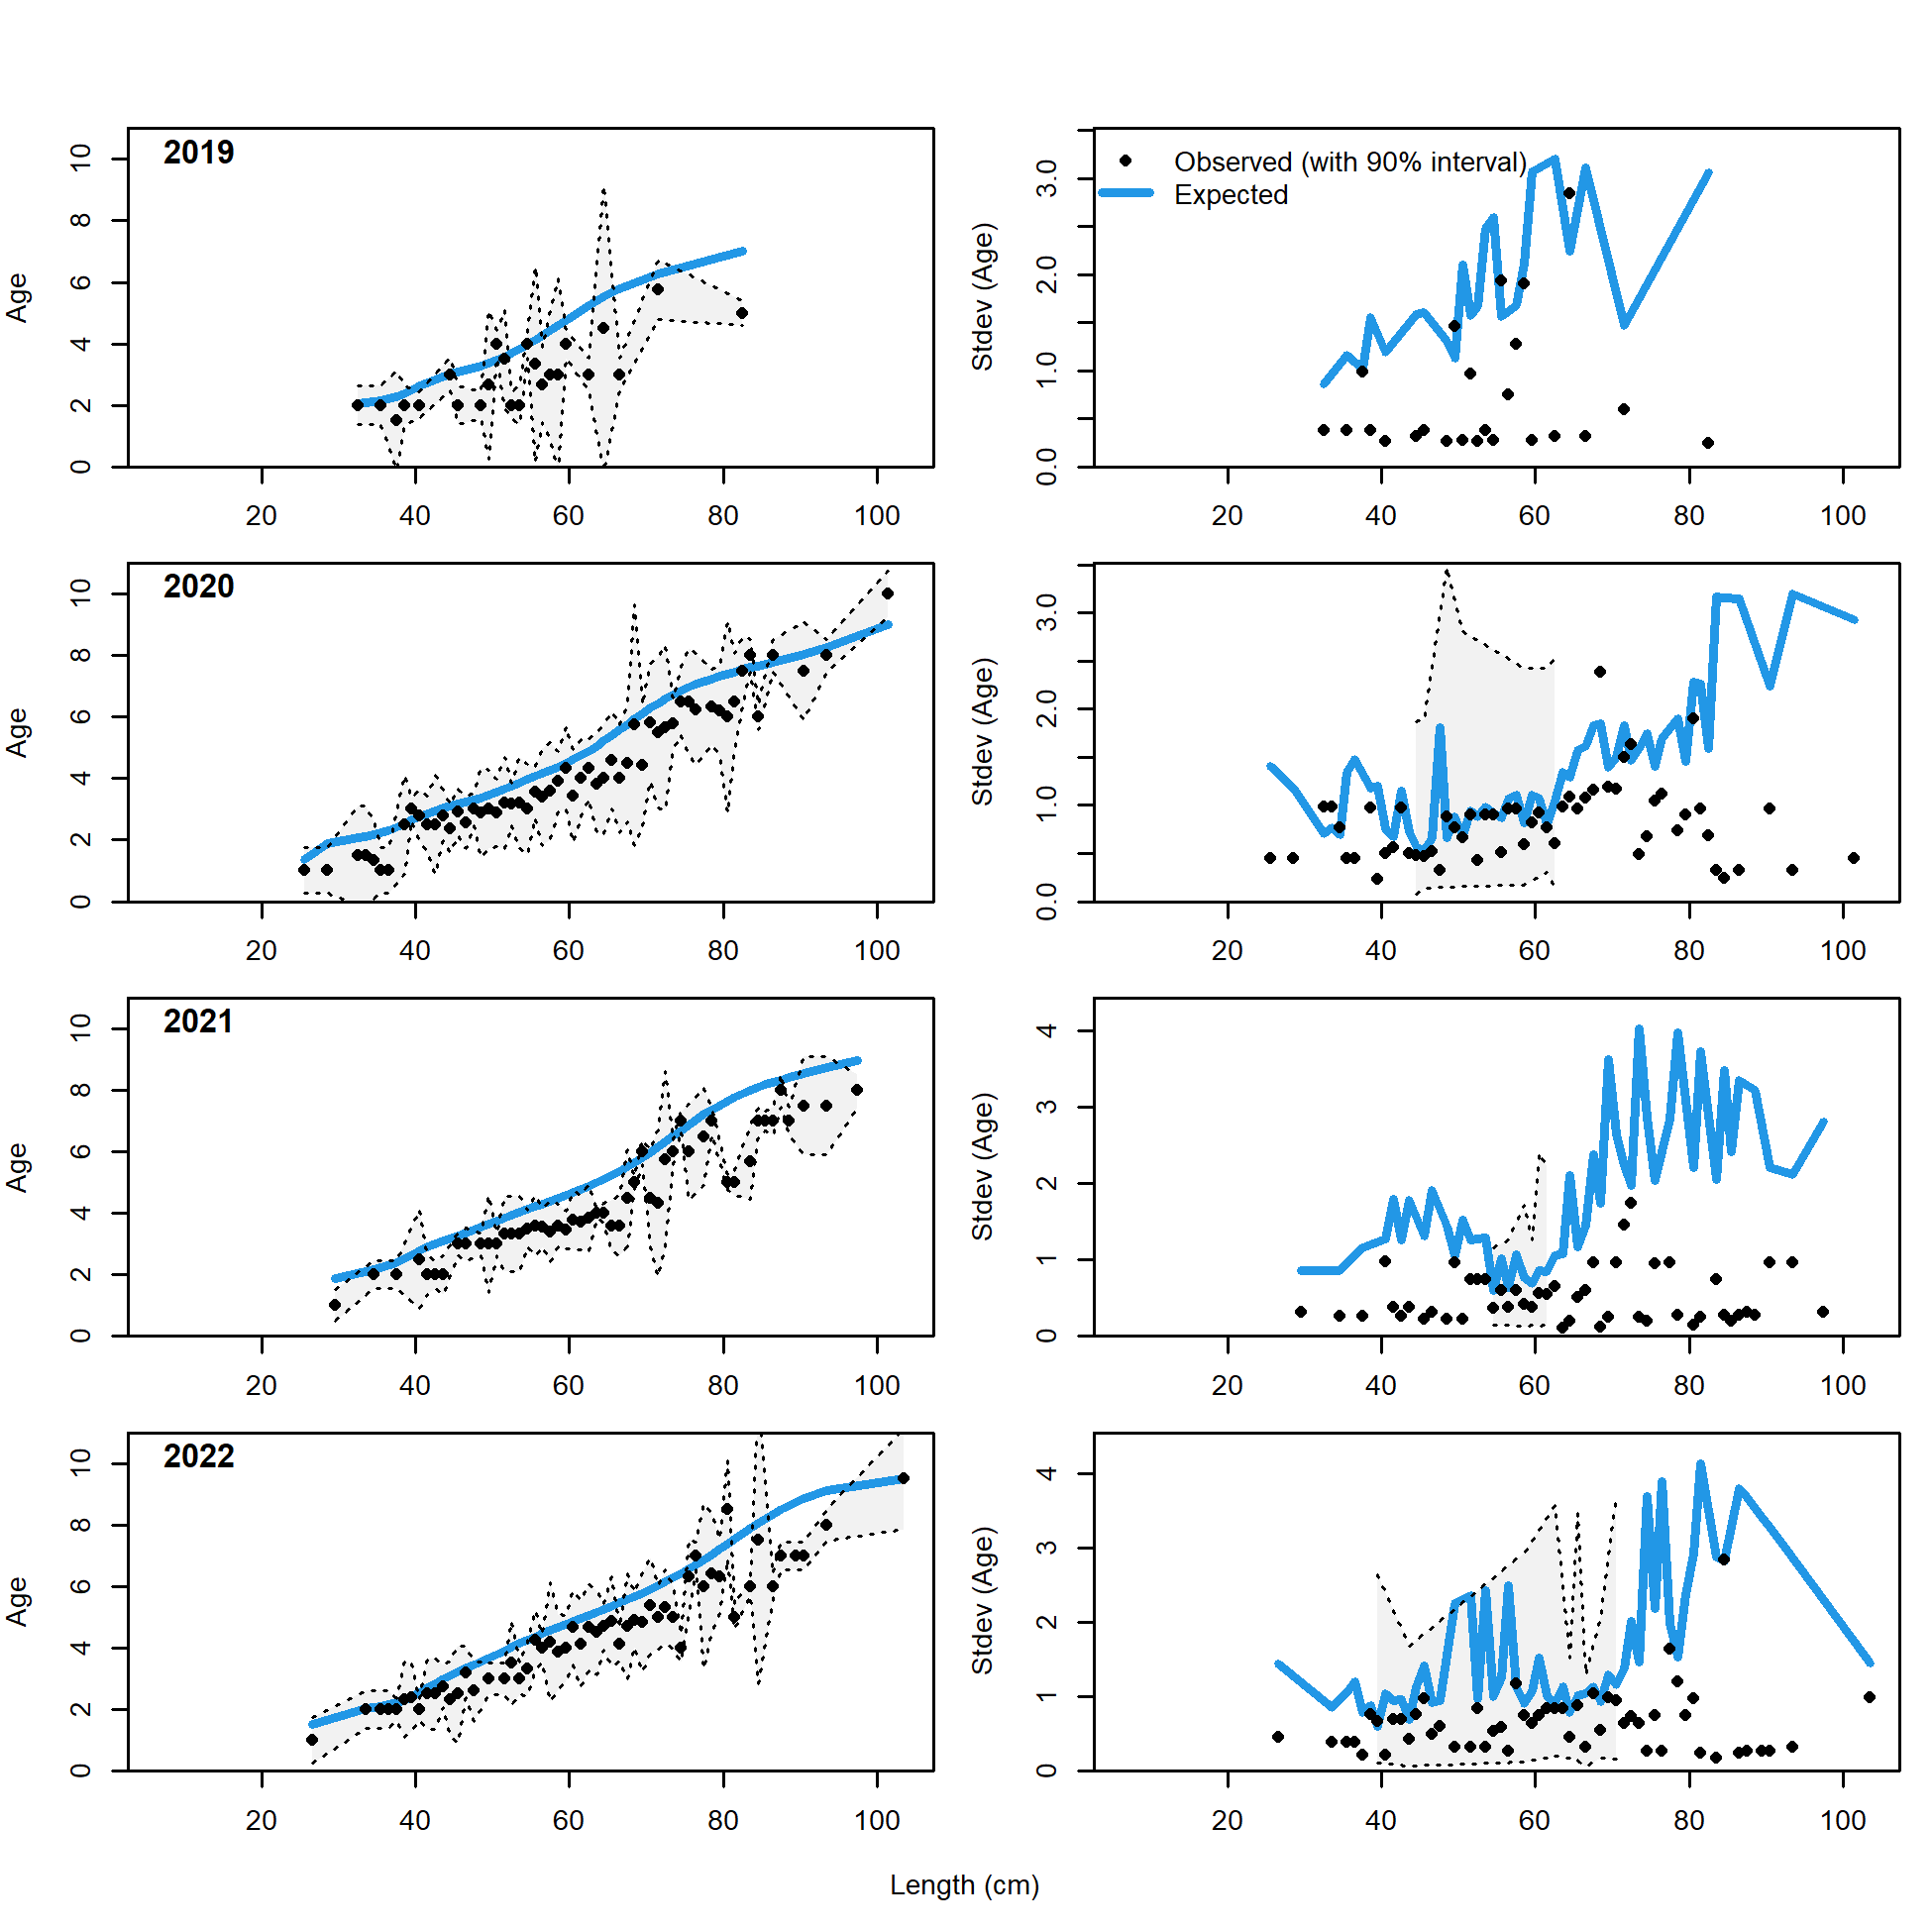 2019
Age
0 2 4 6 8 10
20 40 60 80 100
Observed (with 90% interval)
Expected
Stdev (Age)
0.0 1.0 2.0 3.0
20 40 60 80 100
2020
Age
0 2 4 6 8 10
20 40 60 80 100
Stdev (Age)
0.0 1.0 2.0 3.0
20 40 60 80 100
2021
Age
0 2 4 6 8 10
20 40 60 80 100
Stdev (Age)
0 1 2 3 4
20 40 60 80 100
2022
Age
0 2 4 6 8 10
20 40 60 80 100
Stdev (Age)
0 1 2 3 4
20 40 60 80 100
Length (cm)